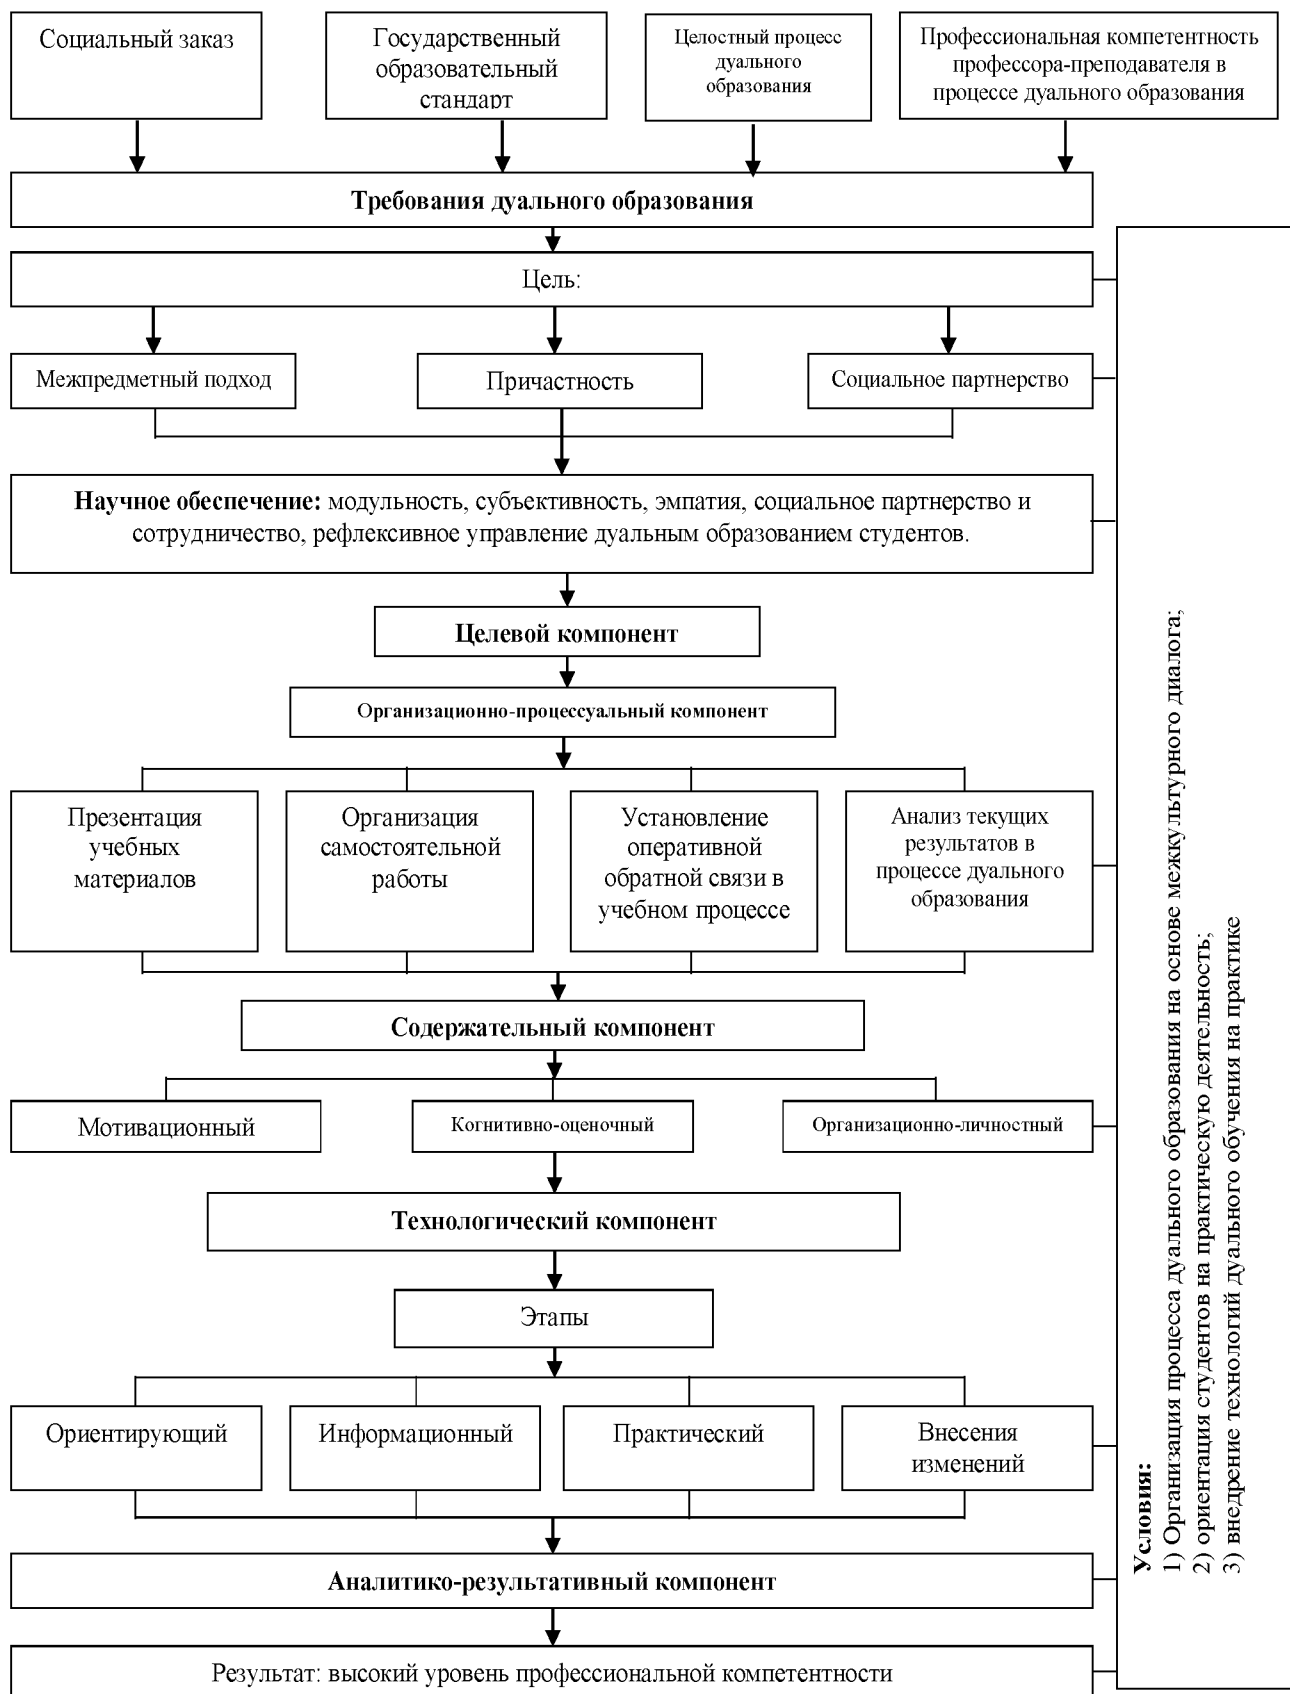 Социальный заказ
Государственный
образовательный
стандарт
Целостный процесс
дуального
образования
Профессиональная компетентность
профессора-преподавателя в
процессе дуального образования
Требования дуального образования
Цель:
Межпредметный подход
Причастность
Социальное партнерство
Научное обеспечение: модульность, субъективность, эмпатия, социальное партнерство и
сотрудничество, рефлексивное управление дуальным образованием студентов.
Целевой компонент
Организационно-процессуальный компонент
Презентация
учебных
материалов
Организация
самостоятельной
работы
Установление
оперативной
обратной связи в
учебном процессе
Анализ текущих
результатов в
процессе дуального
образования
Содержательный компонент
Мотивационный
Когнитивно-оценочный
Организационно-личностный
Технологический компонент
Этапы
Ориентирующий
Информационный
Практический
Внесения
изменений
Аналитико-результативный компонент
Результат: высокий уровень профессиональной компетентности
Условия:
1) Организация процесса дуального образования на основе межкультурного диалога;
2) ориентация студентов на практическую деятельность;
3) внедрение технологий дуального обучения на практике